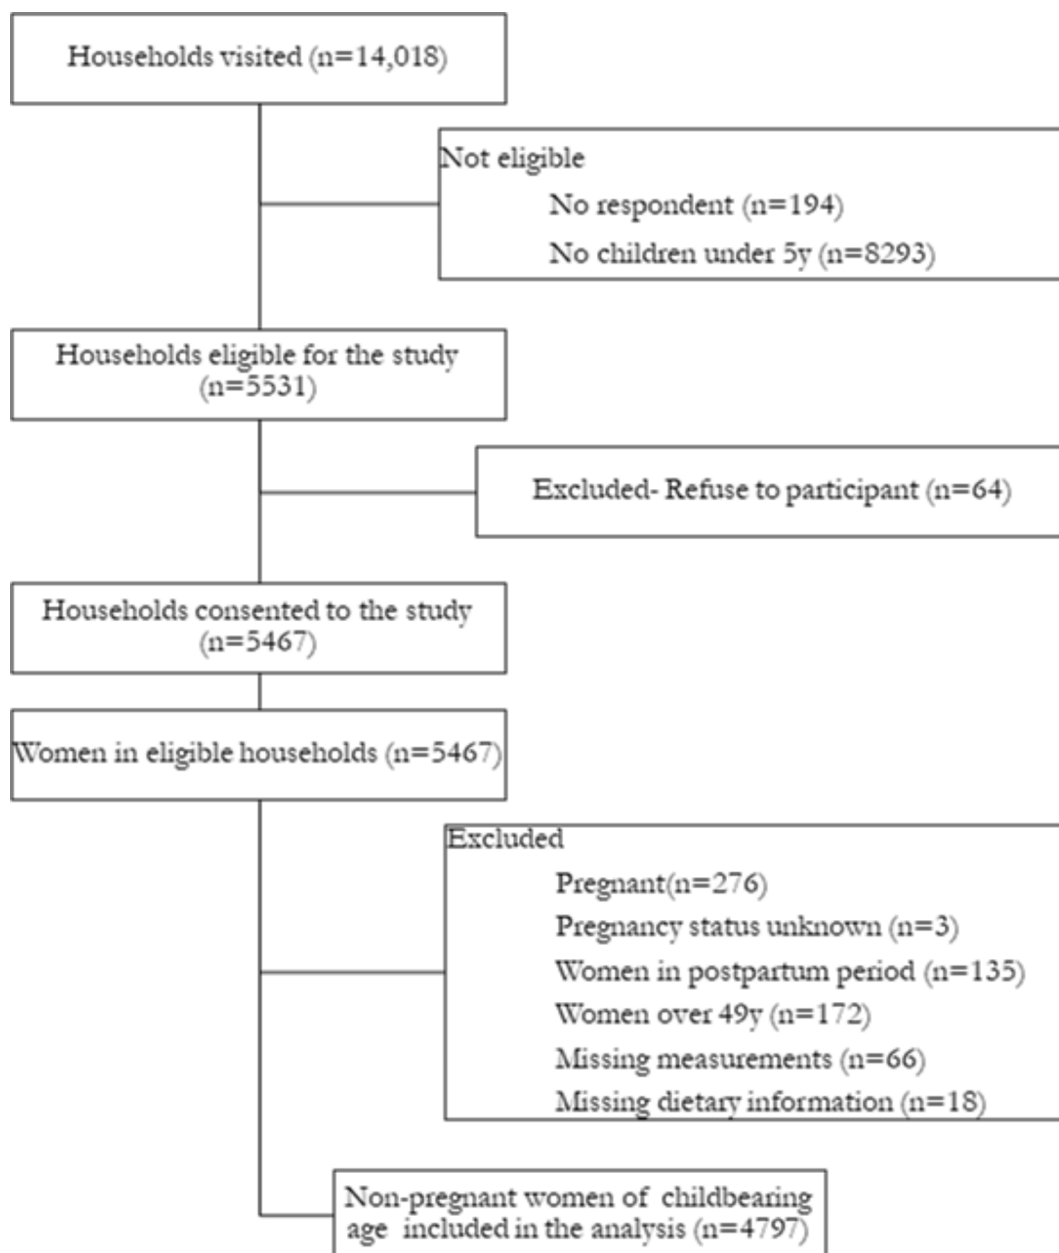 Households visited (n=14,018)
Not eligible
No respondent (n=194)
No children under 5y (n=8293)
Households eligible for the study
(n=5531)
Excluded- Refuse to participant (n=64)
Households consented to the study
(n=5467)
Women in eligible households (n=5467)
Excluded
Pregnant(n=276)
Pregnancy status unknown (n=3)
Women in postpartum period (n=135)
Women over 49y (n=172)
Missing measurements (n=66)
Missing dietary information (n=18)
Non-pregnant women of childbearing
age included in the analysis (n=4797)